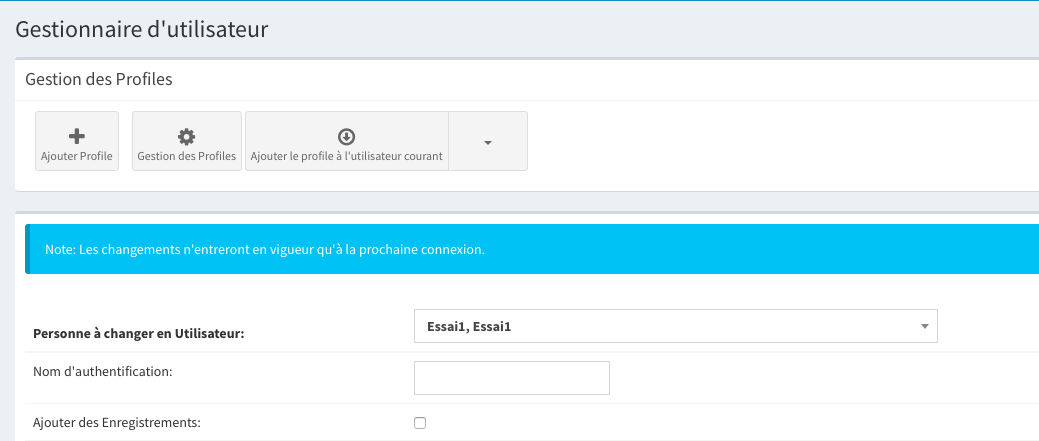 Gestionnaire d'utilisateur
Gestion des Profiles
Ajouter Profile
Gestion des Profiles
Ajouter le profile à l'utilisateur courant
Note: Les changements n'entreront en vigueur qu'à la prochaine connexion.
Personne à changer en Utilisateur:
Essai1, Essai1
Nom d'authentification:
Ajouter des Enregistrements: